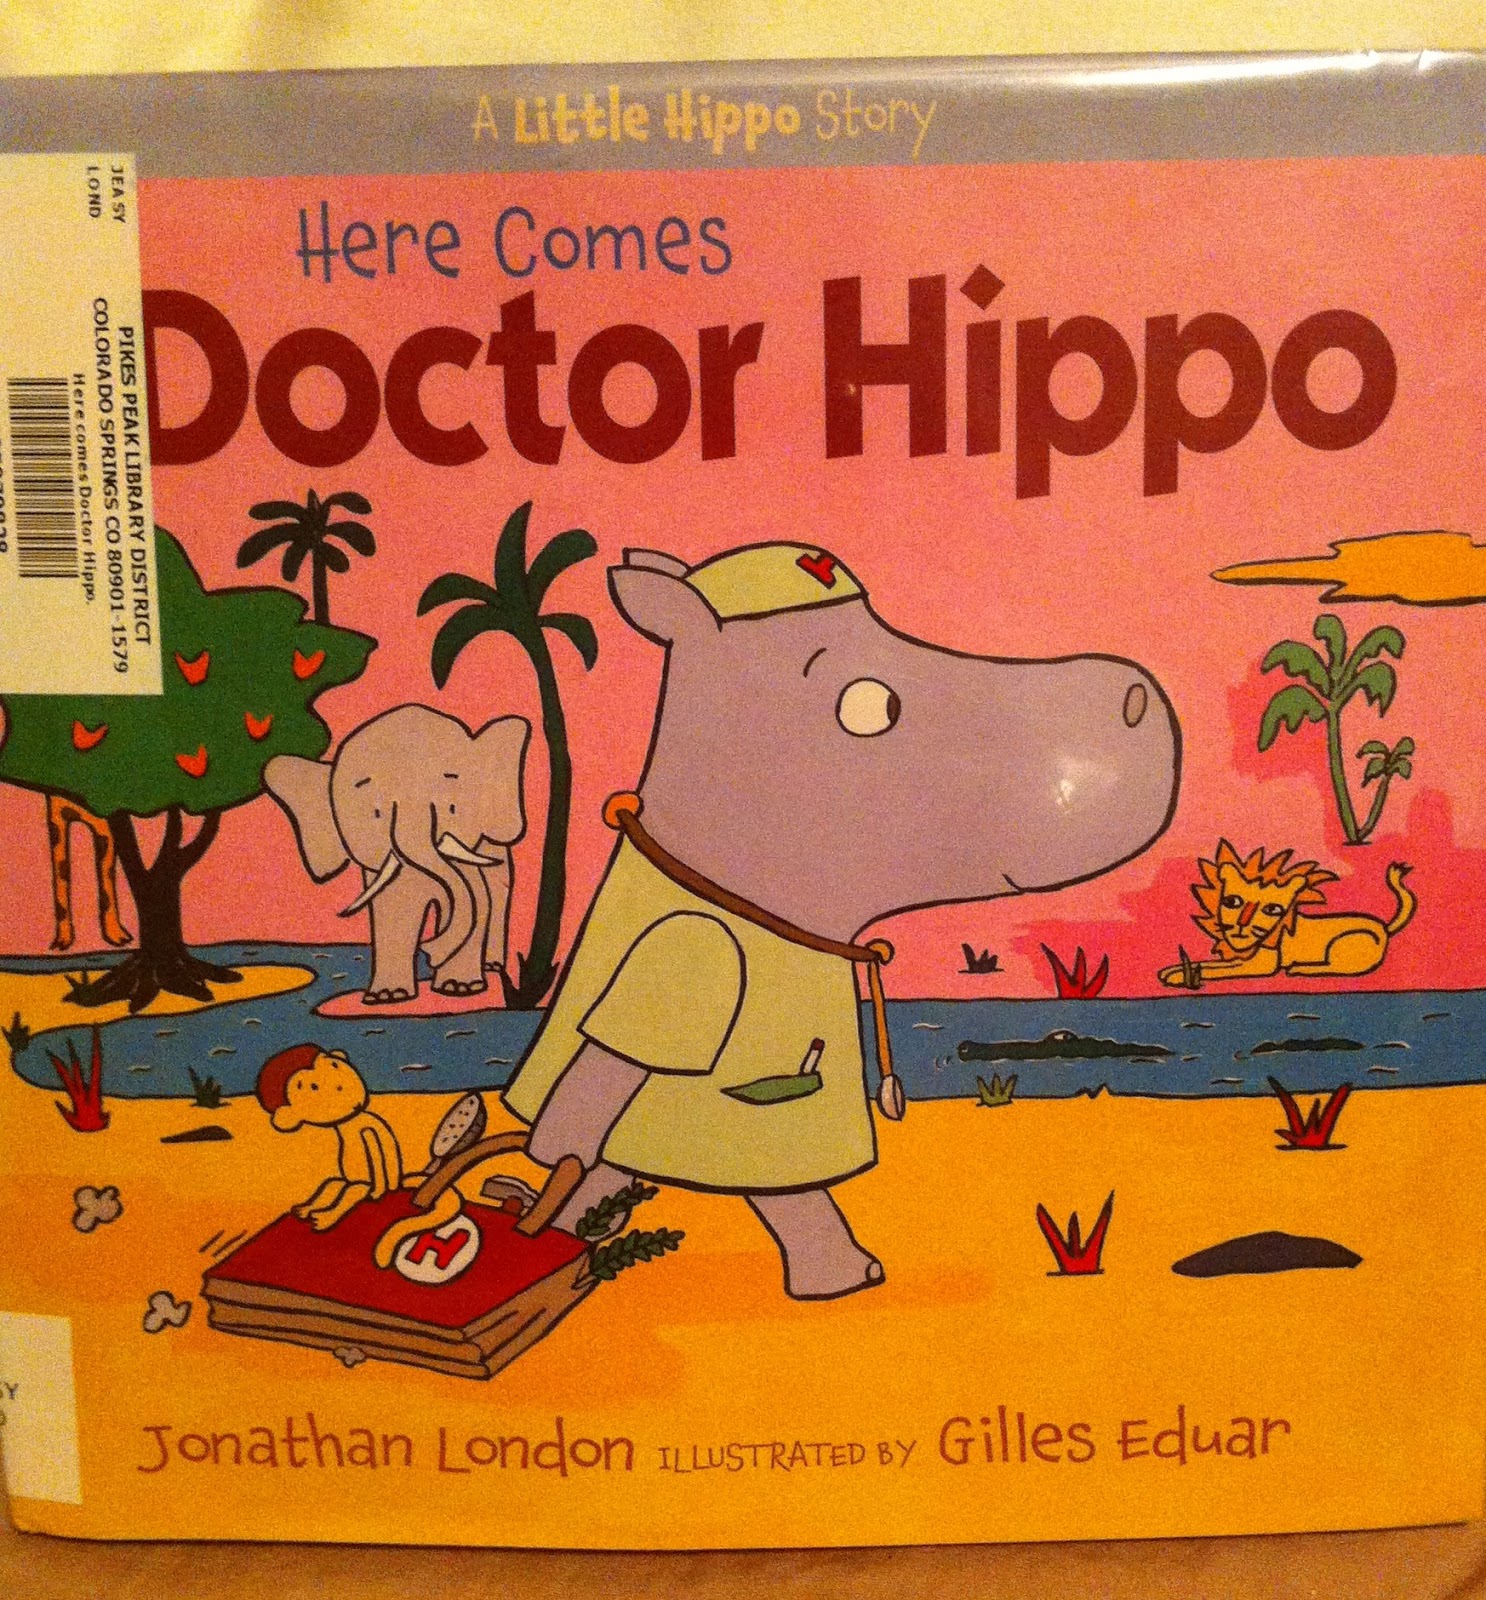 A Little Hippo Story
Here Comes
Doctor Hippo
JEASY
LOND
PIKES PEAK LIBRARY DISTRICT
COLORADO SPRINGS CO 80901-1579
Here comes Doctor Hippo.
H
H
Jonathan London ILLUSTRATED BY Gilles Eduar